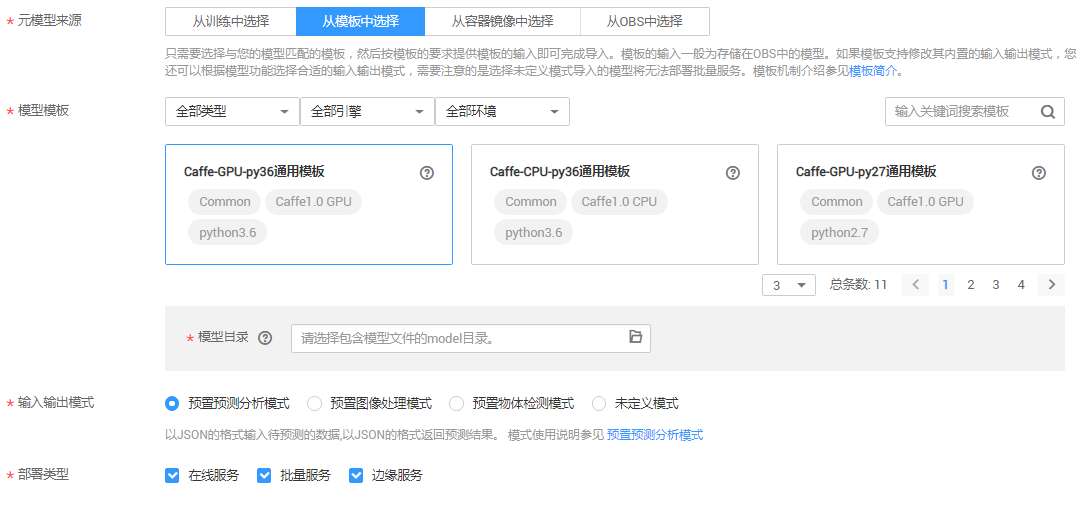 * 元模型来源 从训练中选择 从模板中选择 从容器镜像中选择 从OBS中选择
只需要选择与您的模型匹配的模板，然后按模板的要求提供模板的输入即可完成导入。模板的输入一般为存储在OBS中的模型。如果模板支持修改其内置的输入输出模式，您
还可以根据模型功能选择合适的输入输出模式，需要注意的是选择未定义模式导入的模型将无法部署批量服务。模板机制介绍参见模板简介。
* 模型模板 全部类型 全部引擎 全部环境 输入关键词搜索模板
Caffe-GPU-py36通用模板 Caffe-CPU-py36通用模板 Caffe-GPU-py27通用模板
Common Caffe1.0 GPU Common Caffe1.0 CPU Common Caffe1.0 GPU
python3.6 python3.6 python2.7
3 总条数: 11 < 1 2 3 4 >
* 模型目录 请选择包含模型文件的model目录。
* 输入输出模式 预置预测分析模式 预置图像处理模式 预置物体检测模式 未定义模式
以JSON的格式输入待预测的数据,以JSON的格式返回预测结果。 模式使用说明参见 预置预测分析模式
* 部署类型 在线服务 批量服务 边缘服务